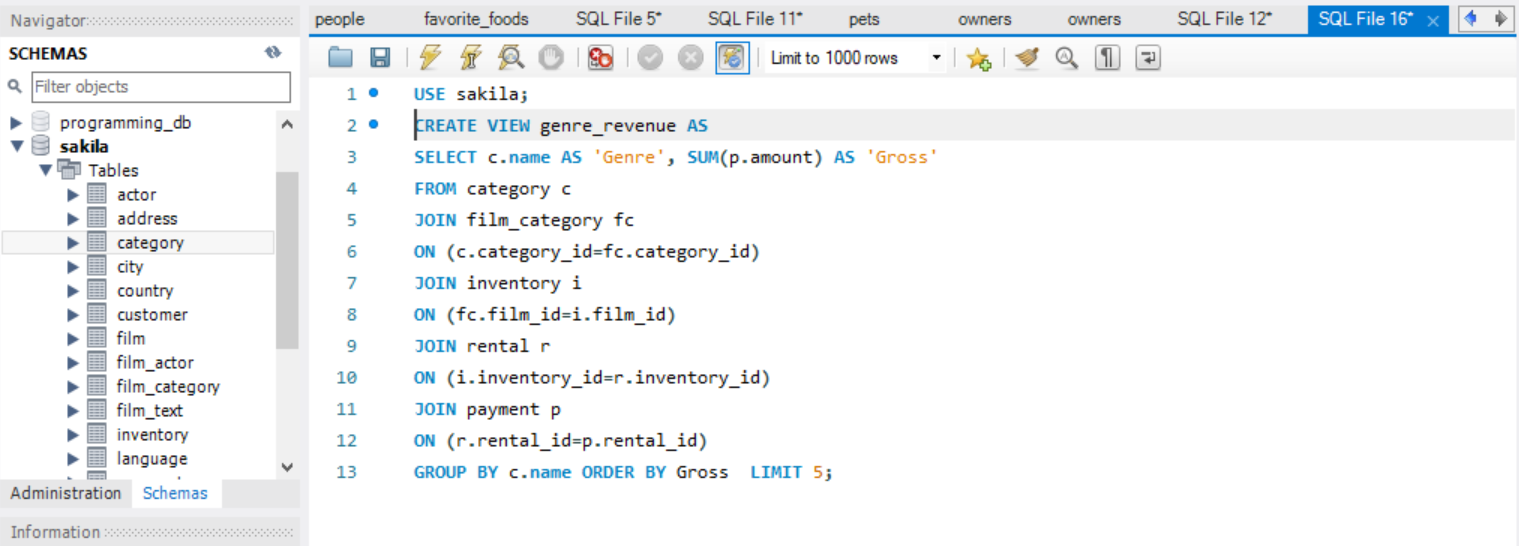 Navigator
people favorite_foods SQL File 5* SQL File 11* pets owners owners SQL File 12* SQL File 16*
SCHEMAS
Limit to 1000 rows
Filter objects
programming_db
sakila
Tables
actor
address
category
city
country
customer
film
film_actor
film_category
film_text
inventory
language
Administration Schemas
Information
1 USE sakila;
2 CREATE VIEW genre_revenue AS
3 SELECT c.name AS 'Genre', SUM(p.amount) AS 'Gross'
4 FROM category c
5 JOIN film_category fc
6 ON (c.category_id=fc.category_id)
7 JOIN inventory i
8 ON (fc.film_id=i.film_id)
9 JOIN rental r
10 ON (i.inventory_id=r.inventory_id)
11 JOIN payment p
12 ON (r.rental_id=p.rental_id)
13 GROUP BY c.name ORDER BY Gross  LIMIT 5;